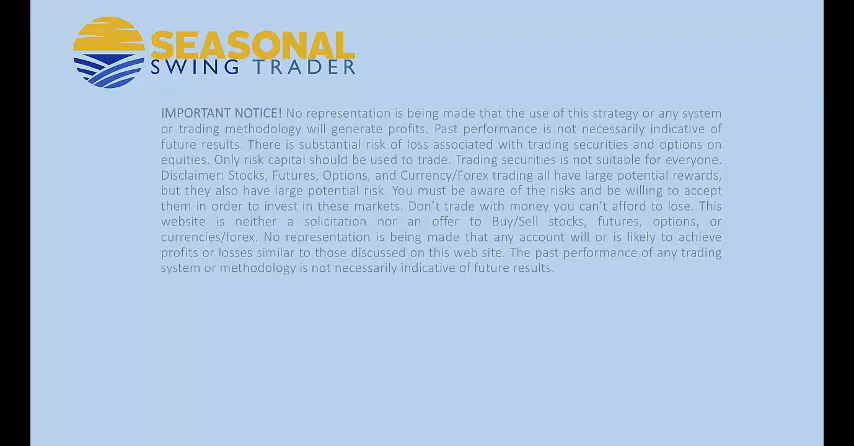 SEASONAL
SWING TRADER
IMPORTANT NOTICE! No representation is being made that the use of this strategy or any system
or trading methodology will generate profits. Past performance is not necessarily indicative of
future results. There is substantial risk of loss associated with trading securities and options on
equities. Only risk capital should be used to trade. Trading securities is not suitable for everyone.
Disclaimer: Stocks, Futures, Options, and Currency/Forex trading all have large potential rewards,
but they also have large potential risk. You must be aware of the risks and be willing to accept
them in order to invest in these markets. Don’t trade with money you can’t afford to lose. This
website is neither a solicitation nor an offer to Buy/Sell stocks, futures, options, or
currencies/forex. No representation is being made that any account will or is likely to achieve
profits or losses similar to those discussed on this web site. The past performance of any trading
system or methodology is not necessarily indicative of future results.